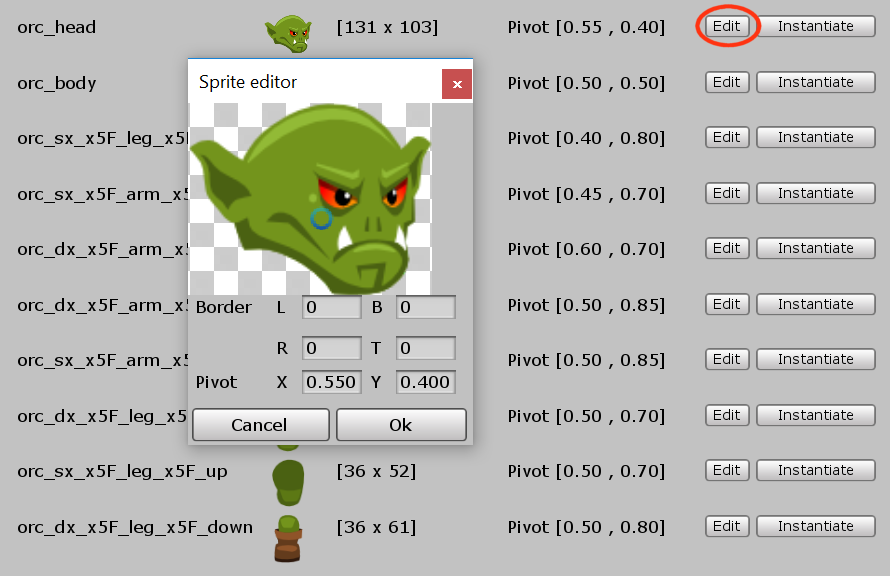 orc_head [131 x 103] Pivot [0.55 , 0.40] Edit Instantiate
Sprite editor x
orc_body Pivot [0.50 , 0.50] Edit Instantiate
orc_sx_x5F_leg_x5F Pivot [0.40 , 0.80] Edit Instantiate
orc_sx_x5F_arm_x5 Pivot [0.45 , 0.70] Edit Instantiate
orc_dx_x5F_arm_x5 Pivot [0.60 , 0.70] Edit Instantiate
orc_dx_x5F_arm_x5 Pivot [0.50 , 0.85] Edit Instantiate
Border L 0 B 0
R 0 T 0
orc_sx_x5F_arm_x5 Pivot [0.50 , 0.85] Edit Instantiate
Pivot X 0.550 Y 0.400
orc_dx_x5F_leg_x5 Pivot [0.50 , 0.70] Edit Instantiate
Cancel Ok
orc_sx_x5F_leg_x5F_up [36 x 52] Pivot [0.50 , 0.70] Edit Instantiate
orc_dx_x5F_leg_x5F_down [36 x 61] Pivot [0.50 , 0.80] Edit Instantiate